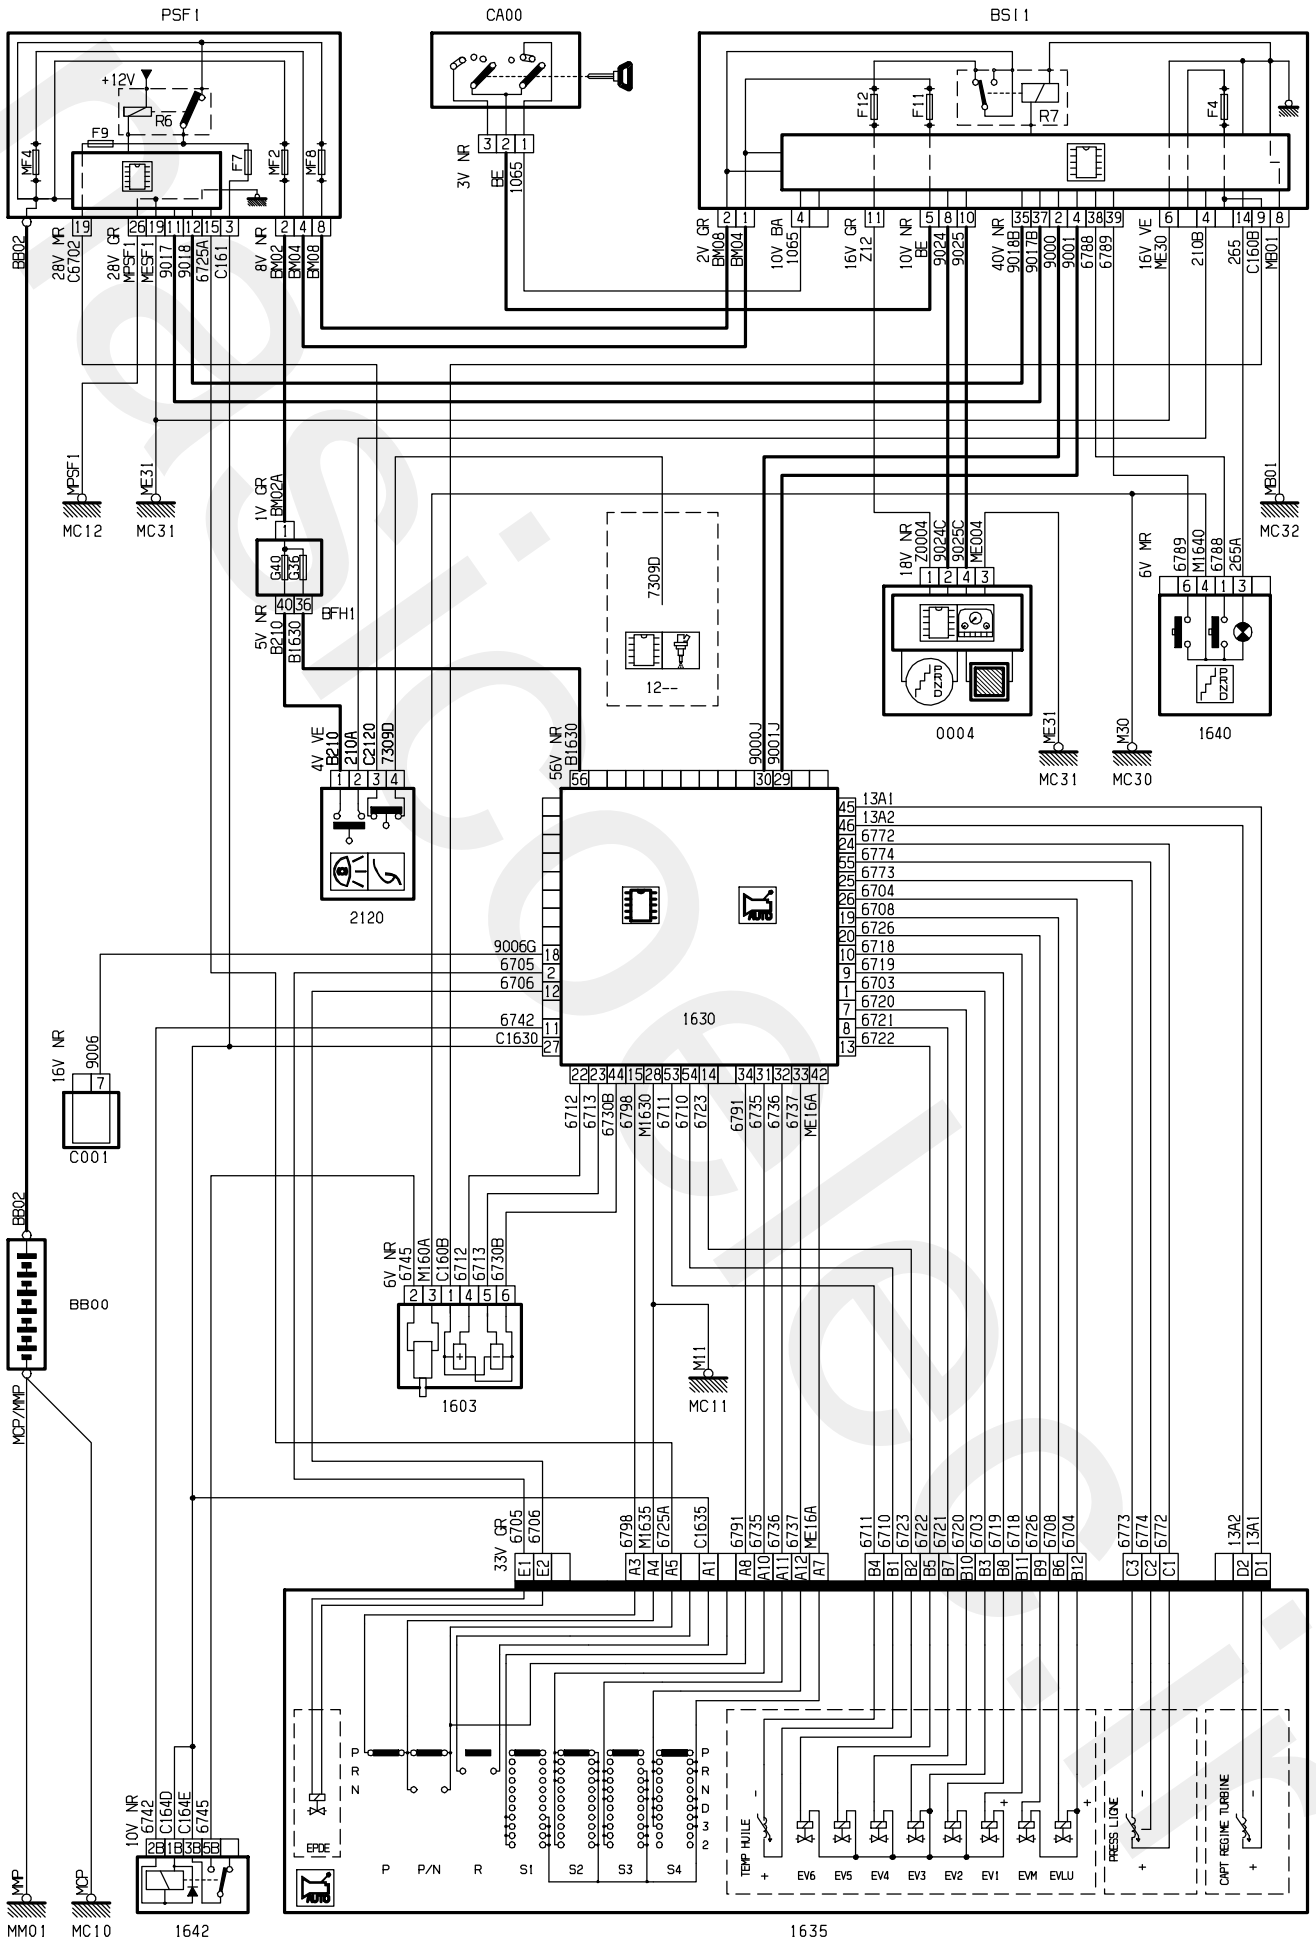 PSF1
CA00
BSI1
+12V
R6
F9
MF4
F7
MF2
MF8
F12
F11
R7
F4
3 2 1
3V NR
BE
1065
19
26 19 11 12 15 3
2 4 8
2 1
4
11
5 8 10
35 37 2 4 38 39
6 4 14 9 8
BB02
28V MR
C6702
28V GR
MPSF1
MESF1
9017
9018
6725A
C161
8V NR
BM02
BM04
BM08
2V GR
BM08
BM04
10V BA
1065
16V GR
Z12
10V NR
BE
9024
9025
40V NR
9018B
9017B
9000
9001
6788
6789
16V VE
ME30
210B
265
C160B
MB01
MPSF1
MC12
ME31
MC31
1V GR
BM02A
1
G40
G36
40 36
BFH1
5V NR
B210
B1630
7309D
12--
18V NR
Z0004
9024C
9025C
ME004
1 2 4 3
PRND
0004
ME31
MC31
M30
MC30
6V MR
6789
M1640
6788
265A
6 4 1 3
PRND
1640
MB01
MC32
4V VE
B210
210A
C2120
7309D
1 2 3 4
2120
56V NR
B1630
56
9000J
9001J
30 29
AUTO
1630
9006G 18
6705 2
6706 12
6742 11
C1630 27
45 13A1
46 13A2
24 6772
55 6774
25 6773
26 6704
19 6708
20 6726
10 6718
9 6719
1 6703
7 6720
8 6721
13 6722
22 23 44 15 28 53 54 14 34 31 32 33 42
6712
6713
6730B
6798
M1630
6711
6710
6723
6791
6735
6736
6737
ME16A
16V NR
9006
7
C001
BB02
BB00
MCP/MMP
6V NR
6745
M160A
C160B
6712
6713
6730B
2 3 1 4 5 6
+
-
1603
M11
MC11
33V GR
6705
6706
6798
M1635
6725A
C1635
6791
6735
6736
6737
ME16A
6711
6710
6723
6722
6721
6720
6703
6719
6718
6726
6708
6704
6773
6774
6772
13A2
13A1
E1 E2 A3 A4 A5 A1 A8 A10 A11 A12 A7 B4 B1 B2 B5 B7 B10 B3 B8 B11 B9 B6 B12 C3 C2 C1 D2 D1
EPDE
AUTO
P
R
N
P
R
N
D
3
2
P P/N R S1 S2 S3 S4
TEMP HUILE
-
+
EV6 EV5 EV4 EV3 EV2 EV1 EVM EVLU
+
+
PRESS LIGNE
-
+
CAPT REGIME TURBINE
-
+
1635
10V NR
6742
C164D
C164E
6745
2B 1B 3B 5B
1642
MMP
MM01
MCP
MC10